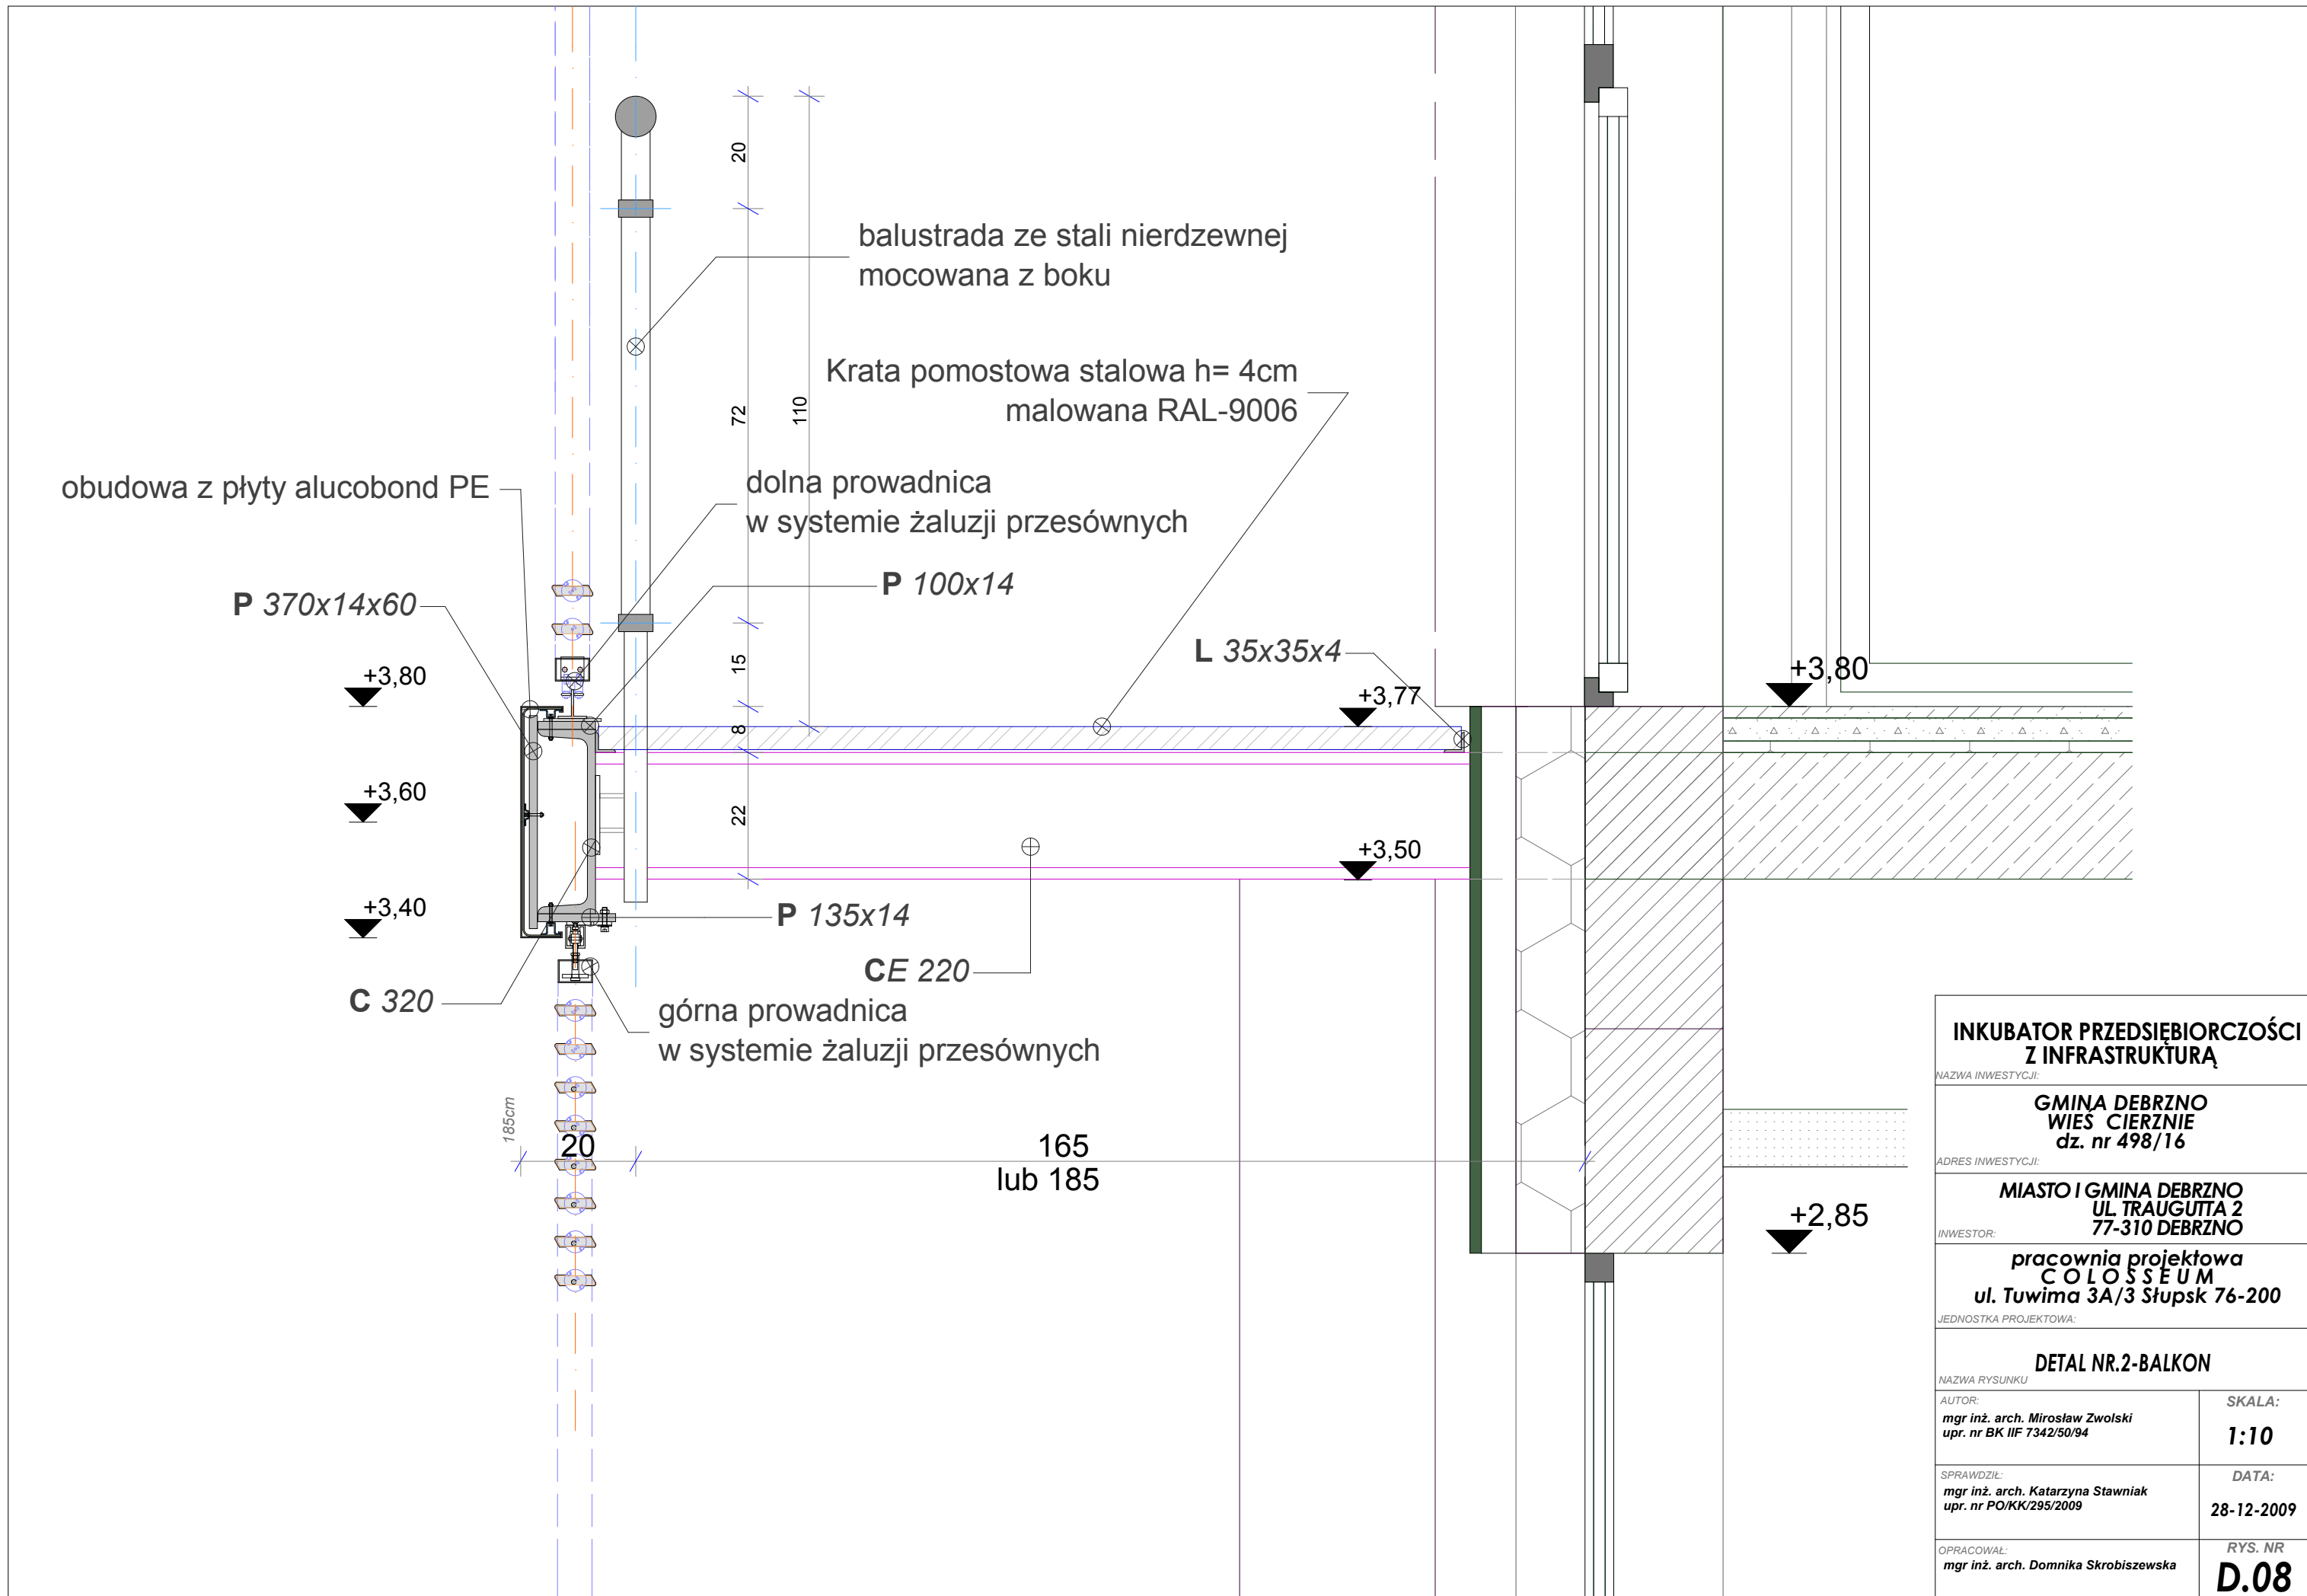 20
110
balustrada ze stali nierdzewnej
mocowana z boku
Krata pomostowa stalowa h= 4cm
malowana RAL-9006
72
obudowa z płyty alucobond PE
dolna prowadnica
w systemie żaluzji przesównych
P 100x14
P 370x14x60
L 35x35x4
15
+3,80
+3,77
+3,80
8
+3,60
22
+3,50
+3,40
P 135x14
CE 220
C 320
górna prowadnica
w systemie żaluzji przesównych
185cm
20
165
lub 185
+2,85
INKUBATOR PRZEDSIĘBIORCZOŚCI
Z INFRASTRUKTURĄ
NAZWA INWESTYCJI:
GMINA DEBRZNO
WIEŚ CIERZNIE
dz. nr 498/16
ADRES INWESTYCJI:
MIASTO I GMINA DEBRZNO
UL. TRAUGUTTA 2
77-310 DEBRZNO
INWESTOR:
pracownia projektowa
C O L O S S E U M
ul. Tuwima 3A/3 Słupsk 76-200
JEDNOSTKA PROJEKTOWA:
DETAL NR.2-BALKON
NAZWA RYSUNKU
AUTOR:
mgr inż. arch. Mirosław Zwolski
upr. nr BK IIF 7342/50/94
SKALA:
1:10
SPRAWDZIŁ:
mgr inż. arch. Katarzyna Stawniak
upr. nr PO/KK/295/2009
DATA:
28-12-2009
OPRACOWAŁ:
mgr inż. arch. Domnika Skrobiszewska
RYS. NR
D.08